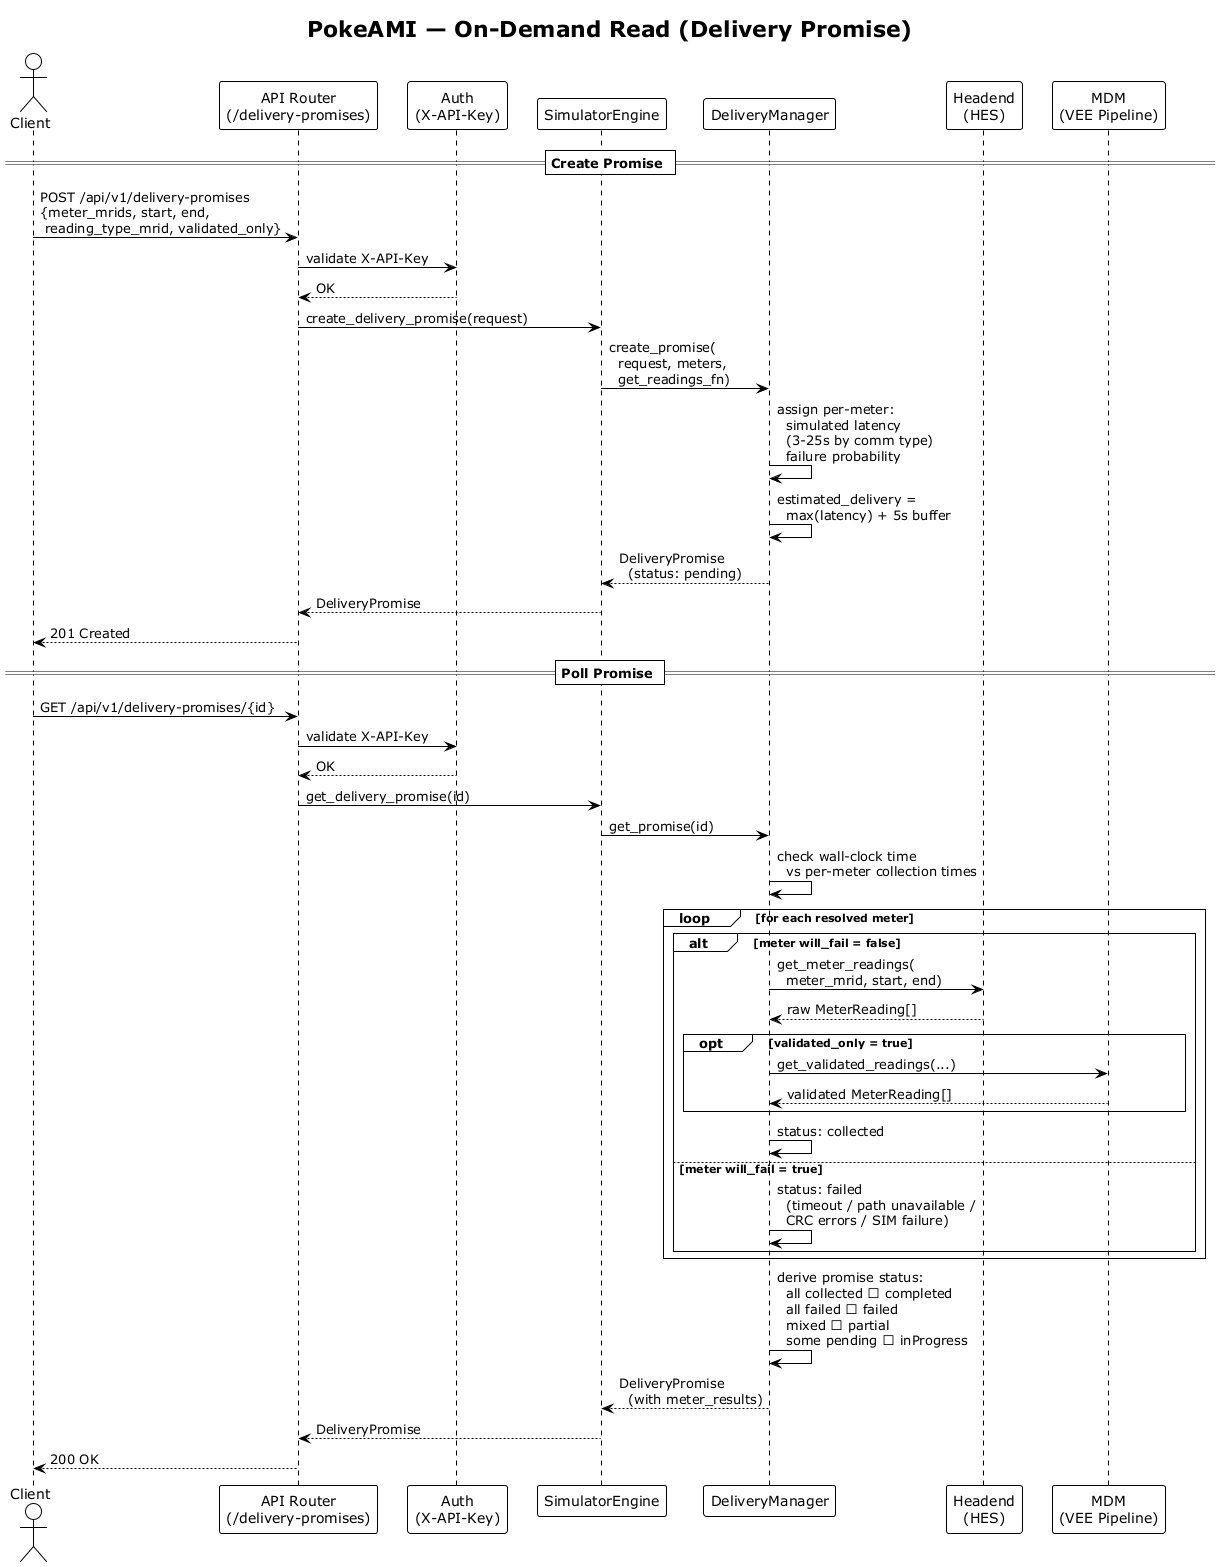 PokeAMI — On-Demand Read (Delivery Promise)
Client
API Router
(/delivery-promises)
Auth
(X-API-Key)
SimulatorEngine
DeliveryManager
Headend
(HES)
MDM
(VEE Pipeline)
Create Promise
POST /api/v1/delivery-promises
{meter_mrids, start, end,
reading_type_mrid, validated_only}
validate X-API-Key
OK
create_delivery_promise(request)
create_promise(
request, meters,
get_readings_fn)
assign per-meter:
simulated latency
(3-25s by comm type)
failure probability
estimated_delivery =
max(latency) + 5s buffer
DeliveryPromise
(status: pending)
DeliveryPromise
201 Created
Poll Promise
GET /api/v1/delivery-promises/{id}
validate X-API-Key
OK
get_delivery_promise(id)
get_promise(id)
check wall-clock time
vs per-meter collection times
loop [for each resolved meter]
alt [meter will_fail = false]
get_meter_readings(
meter_mrid, start, end)
raw MeterReading[]
opt [validated_only = true]
get_validated_readings(...)
validated MeterReading[]
status: collected
[meter will_fail = true]
status: failed
(timeout / path unavailable /
CRC errors / SIM failure)
derive promise status:
all collected ☐ completed
all failed ☐ failed
mixed ☐ partial
some pending ☐ inProgress
DeliveryPromise
(with meter_results)
DeliveryPromise
200 OK
Client
API Router
(/delivery-promises)
Auth
(X-API-Key)
SimulatorEngine
DeliveryManager
Headend
(HES)
MDM
(VEE Pipeline)